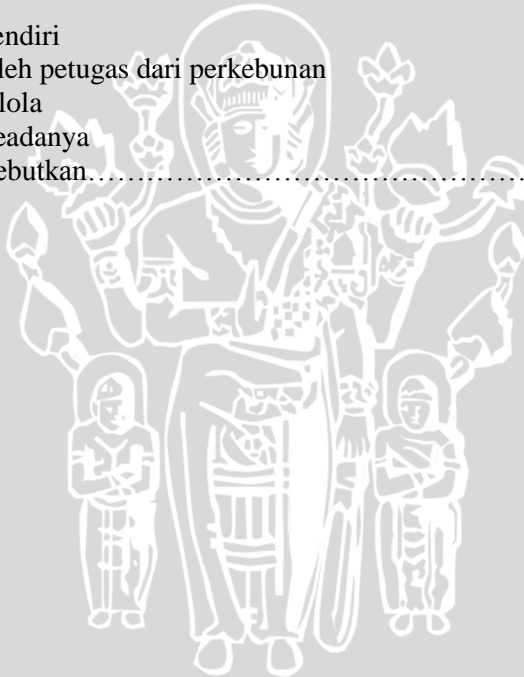 endiri
leh petugas dari perkebunan
lola
eadanya
ebutkan…………………………………………